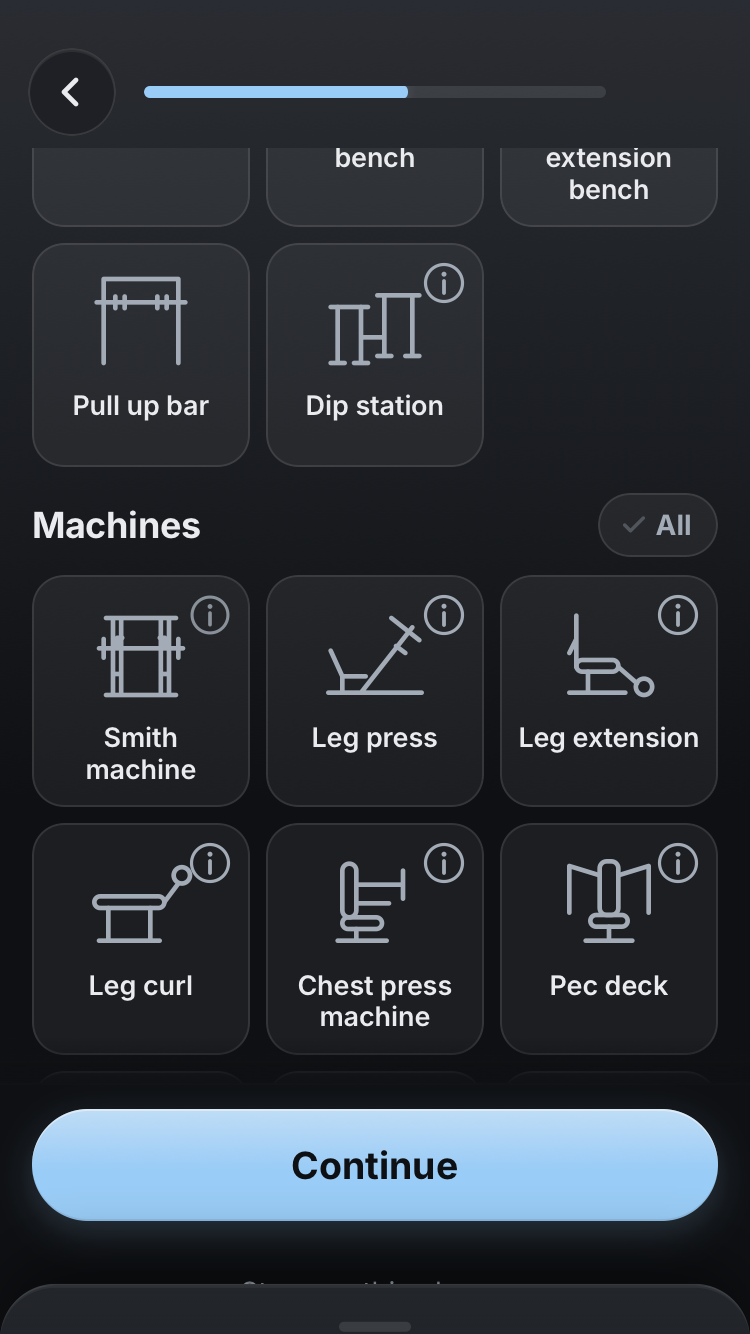 bench
extension
bench
Pull up bar
Dip station
Machines
All
Smith
machine
Leg press
Leg extension
Leg curl
Chest press
machine
Pec deck
Continue